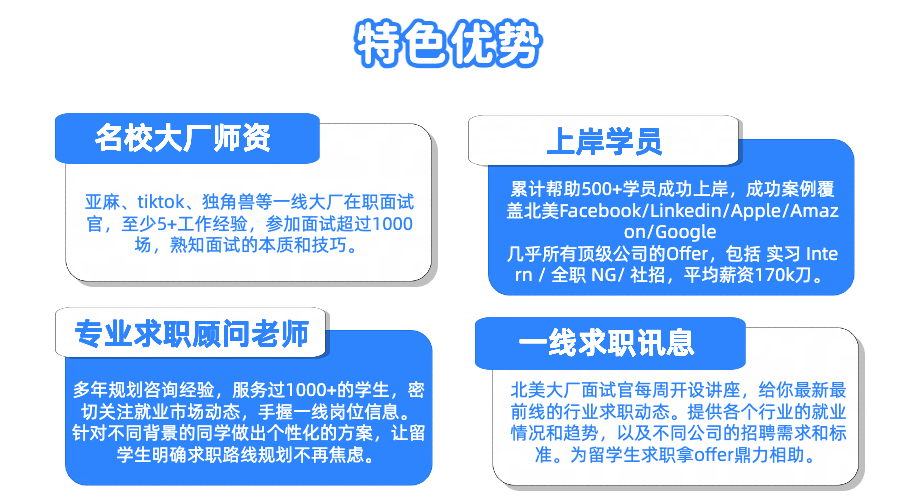 特色优势
名校大厂师资
亚麻、tiktok、独角兽等一线大厂在职面试
官，至少5+工作经验，参加面试超过1000
场，熟知面试的本质和技巧。
上岸学员
累计帮助500+学员成功上岸，成功案例覆
盖北美Facebook/Linkedin/Apple/Amaz
on/Google
几乎所有顶级公司的Offer，包括 实习 Inte
rn / 全职 NG/ 社招，平均薪资170k刀。
专业求职顾问老师
多年规划咨询经验，服务过1000+的学生，密
切关注就业市场动态，手握一线岗位信息。
针对不同背景的同学做出个性化的方案，让留
学生明确求职路线规划不再焦虑。
一线求职讯息
北美大厂面试官每周开设讲座，给你最新最
前线的行业求职动态。提供各个行业的就业
情况和趋势，以及不同公司的招聘需求和标
准。为留学生求职拿offer鼎力相助。